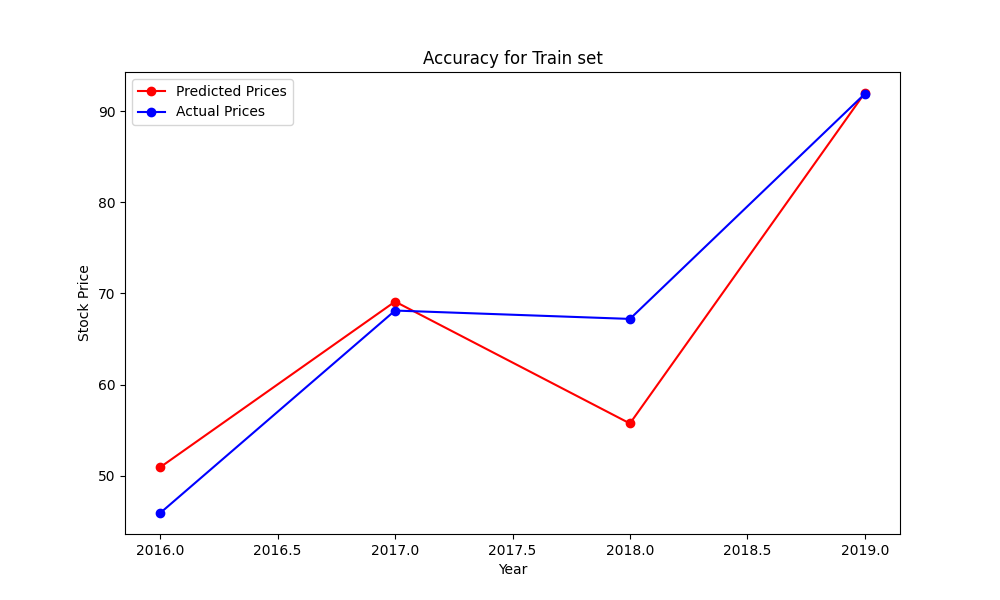 Accuracy for Train set
Predicted Prices
Actual Prices
90
80
70
60
50
Stock Price
2016.0 2016.5 2017.0 2017.5 2018.0 2018.5 2019.0
Year